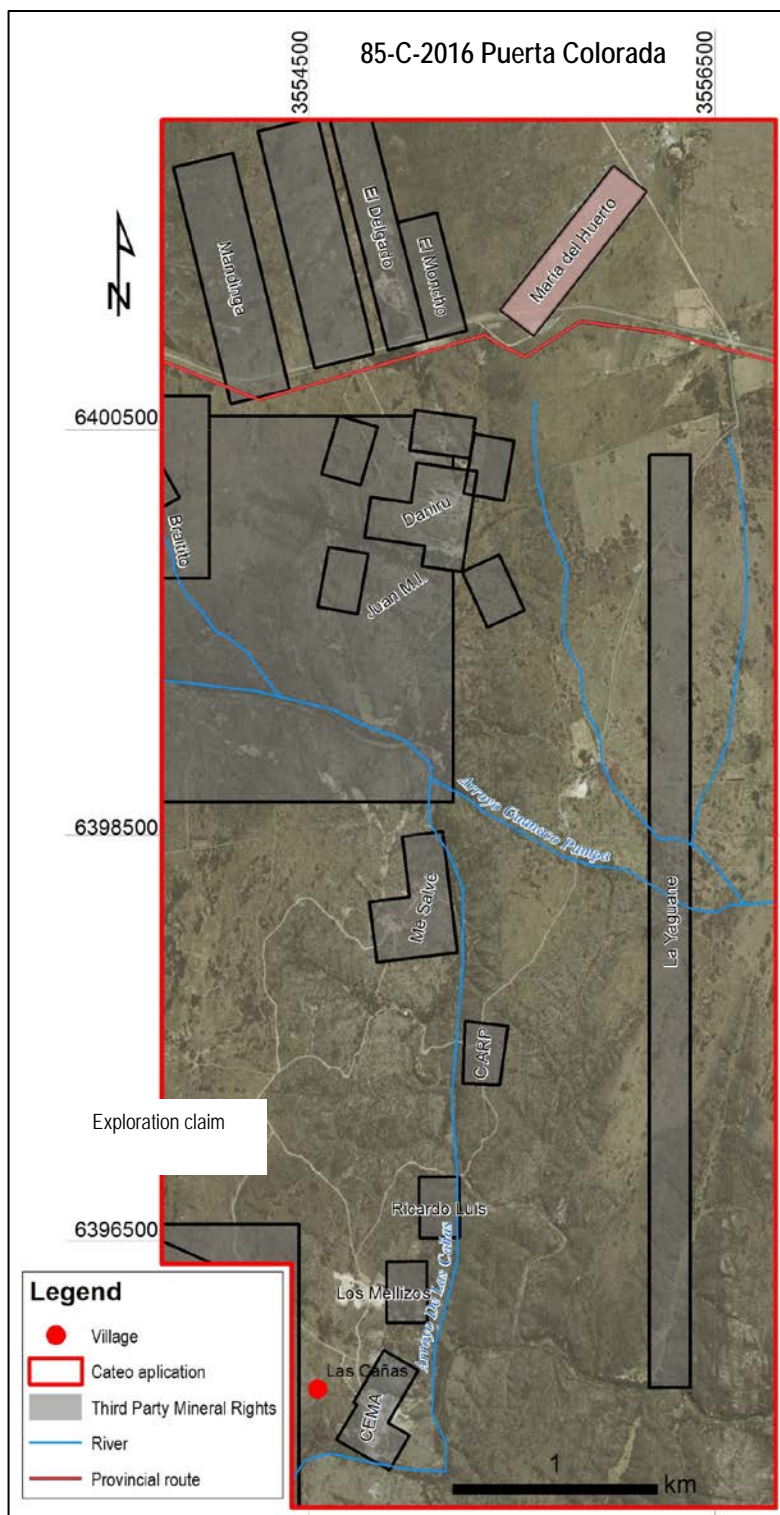 85-C-2016 Puerta Colorada
3554500
3556500
Mandinga
El Delgado
El Moncho
María del Huerto
6400500
Braitito
Daniru
Juan M.I.
6398500
Arroyo Guanaco Pampa
Me Salvé
La Yaguane
CARP
Exploration claim
Ricardo Luis
6396500
Los Mellizos
Arroyo De Las Cañas
Las Cañas
CEMA
N
Legend
Village
Cateo aplication
Third Party Mineral Rights
River
Provincial route
1
km